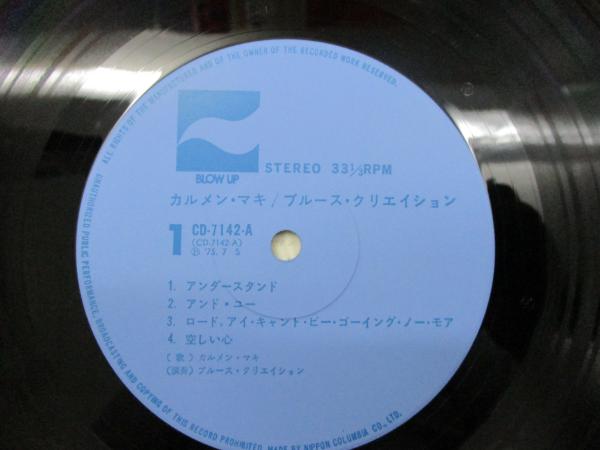 ALL RIGHTS OF THE MANUFACTURER AND OF THE OWNER OF THE RECORDED WORK RESERVED.
BLOW UP
STEREO 33⅓RPM
カルメン・マキ/ブルース・クリエイション
1
CD-7142-A
(CD-7142-A)
Ⓟ '75. 7 S
1. アンダースタンド
2. アンド・ユー
3. ロード、アイ・キャント・ビー・ゴーイング・ノー・モア
4. 空しい心
(歌) カルメン・マキ
(演奏) ブルース・クリエイション
UNAUTHORIZED PUBLIC PERFORMANCE, BROADCASTING AND COPYING OF THIS RECORD PROHIBITED. MADE BY NIPPON COLUMBIA CO., LTD.